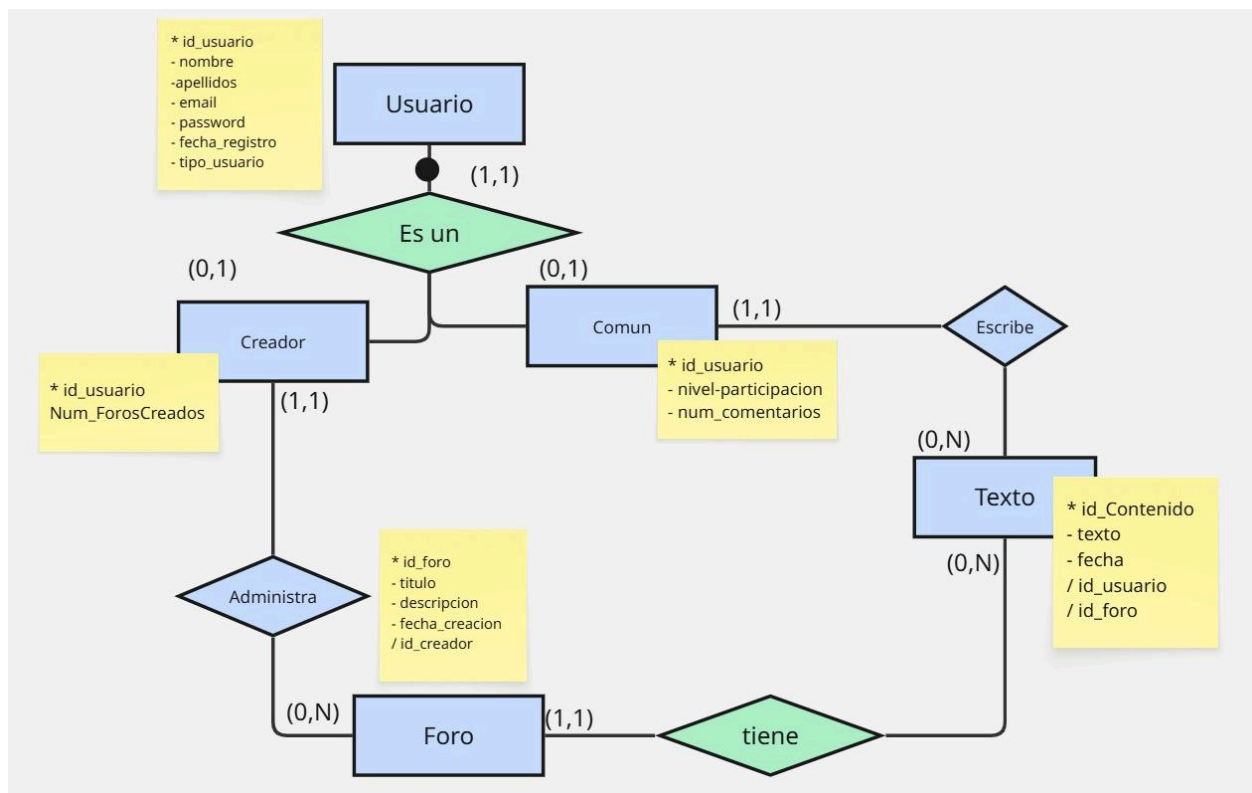 * id_usuario
- nombre
-apellidos
- email
- password
- fecha_registro
- tipo_usuario
Usuario
(1,1)
Es un
(0,1)
(0,1)
Creador
Comun
(1,1)
Escribe
* id_usuario
Num_ForosCreados
(1,1)
* id_usuario
- nivel-participacion
- num_comentarios
(0,N)
Texto
* id_Contenido
- texto
- fecha
/ id_usuario
/ id_foro
(0,N)
Administra
* id_foro
- titulo
- descripcion
- fecha_creacion
/ id_creador
(0,N)
Foro
(1,1)
tiene